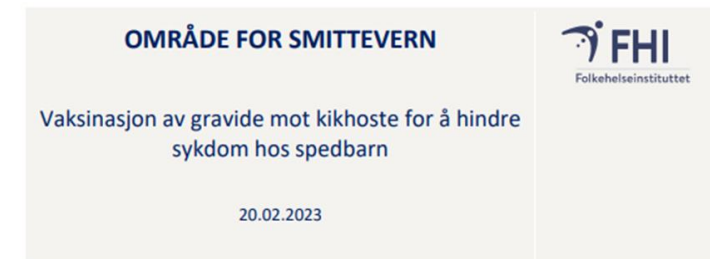 OMRÅDE FOR SMITTEVERN
FHI
Folkehelseinstituttet
Vaksinasjon av gravide mot kikhoste for å hindre
sykdom hos spedbarn
20.02.2023